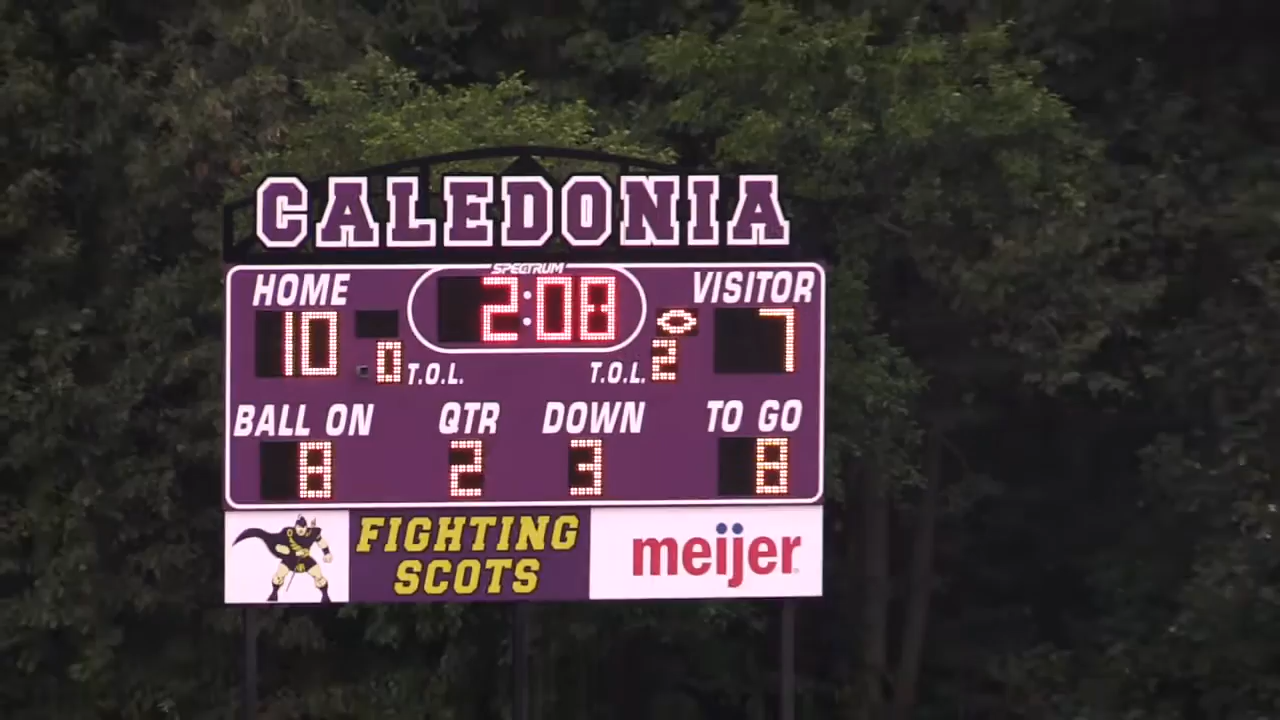 CALEDONIA
SPECTRUM
HOME 2:08 VISITOR
10 7
0 T.O.L. T.O.L. 2
BALL ON QTR DOWN TO GO
8 2 3 8
FIGHTING
SCOTS
meijer